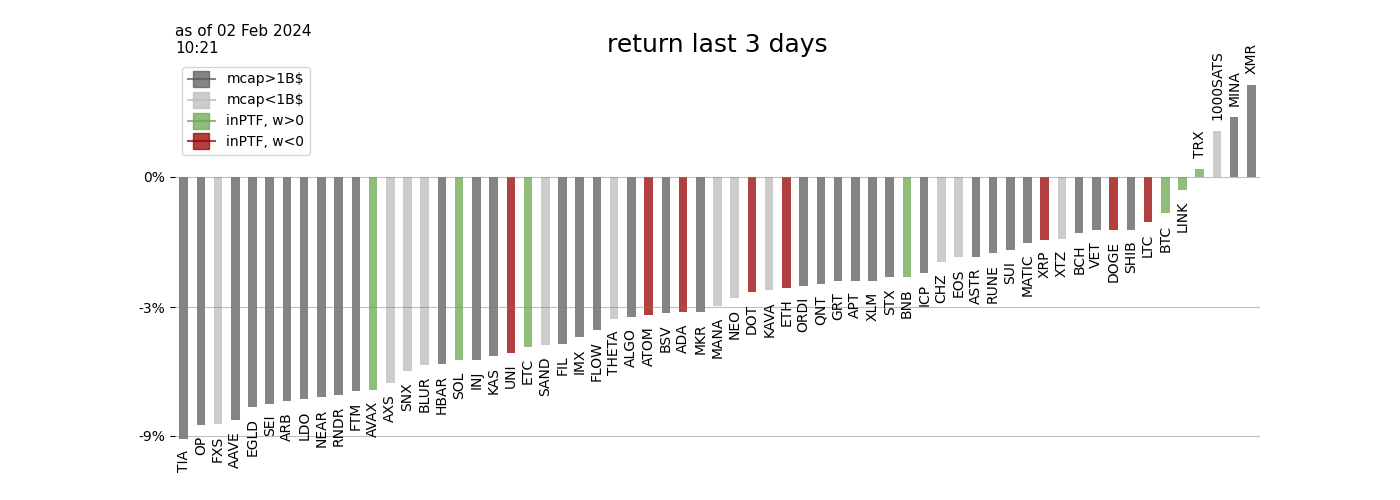 as of 02 Feb 2024
10:21
return last 3 days
mcap>1B$
mcap<1B$
inPTF, w>0
inPTF, w<0
0%
-3%
-9%
TIA
OP
FXS
AAVE
EGLD
SEI
ARB
LDO
NEAR
RNDR
FTM
AVAX
AXS
SNX
BLUR
HBAR
SOL
INJ
KAS
UNI
ETC
SAND
FIL
IMX
FLOW
THETA
ALGO
ATOM
BSV
ADA
MKR
MANA
NEO
DOT
KAVA
ETH
ORDI
QNT
GRT
APT
XLM
STX
BNB
ICP
CHZ
EOS
ASTR
RUNE
SUI
MATIC
XRP
XTZ
BCH
VET
DOGE
SHIB
LTC
BTC
LINK
TRX
1000SATS
MINA
XMR